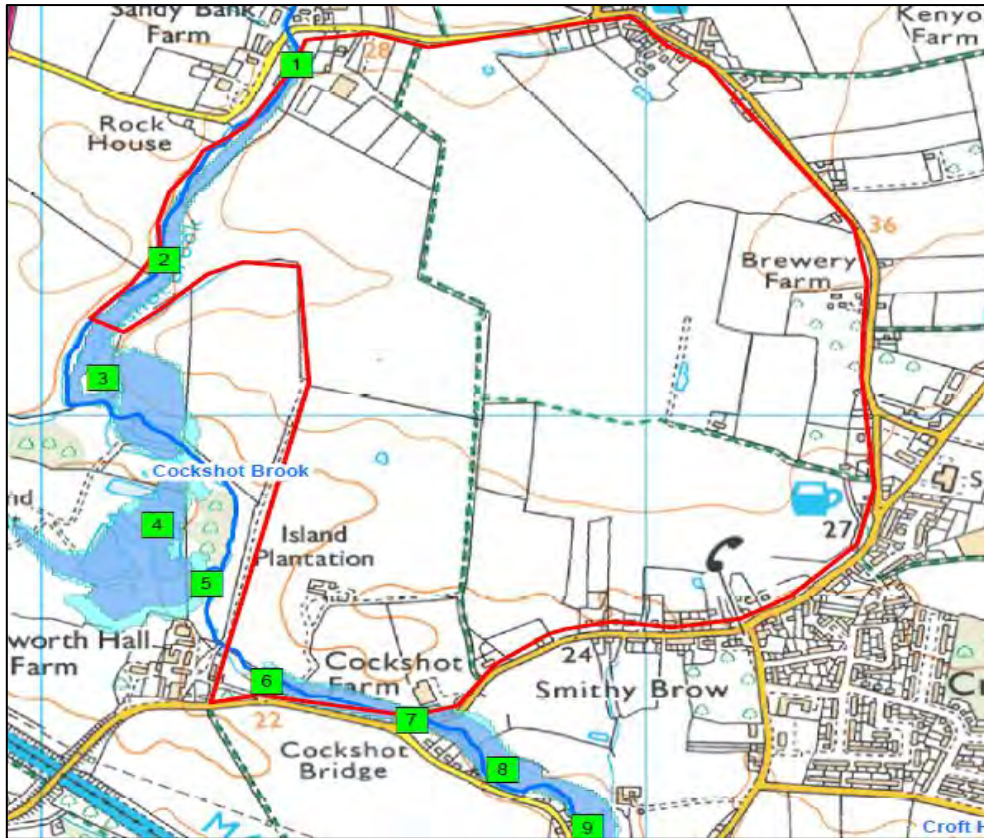 Sandy Bank
Farm
Kenyo
Farm
1
28
Rock
House
36
2
Brewery
Farm
3
Cockshot Brook
4
Island
Plantation
27
S
5
worth Hall
Farm
6
Cockshot
Farm
24
Smithy Brow
Cr
7
22
Cockshot
Bridge
8
9
M
Croft H